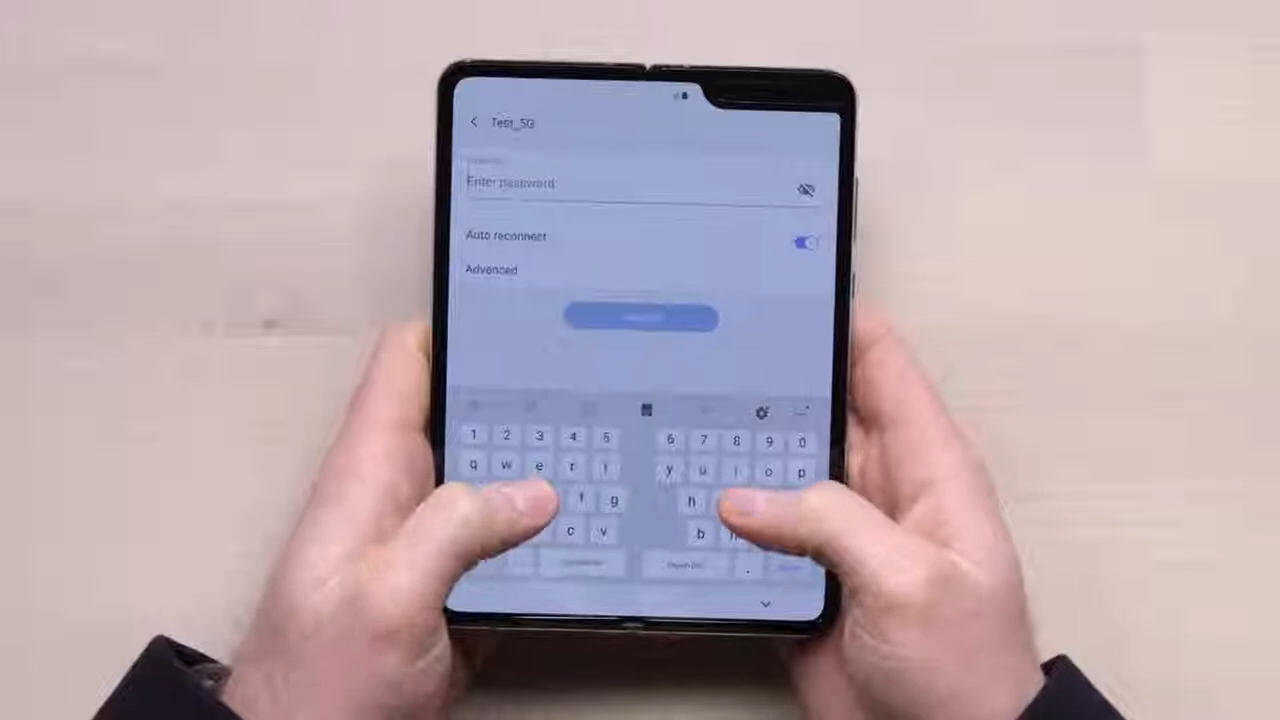 Test_5G
Enter password
Auto reconnect
Advanced
1 2 3 4 5 6 7 8 9 0
q w e r t y u i o p
f g h
c v b n
.